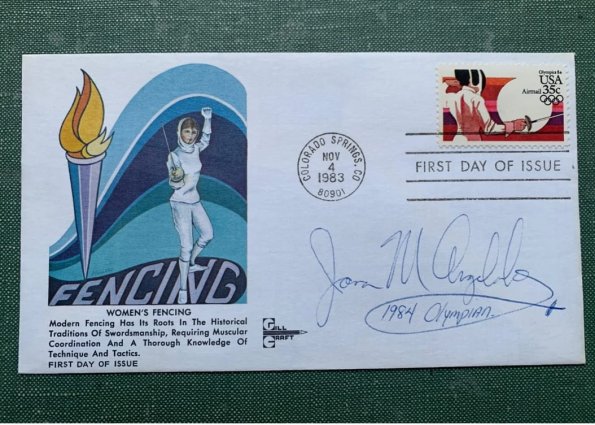 Olympics 84
USA
Airmail 35c
COLORADO SPRINGS, CO
NOV
4
1983
80901
FIRST DAY OF ISSUE
FENCING
WOMEN'S FENCING
Modern Fencing Has Its Roots In The Historical
Traditions Of Swordsmanship, Requiring Muscular
Coordination And A Thorough Knowledge Of
Technique And Tactics.
FIRST DAY OF ISSUE
GILL
CRAFT
M
1984 Olympian